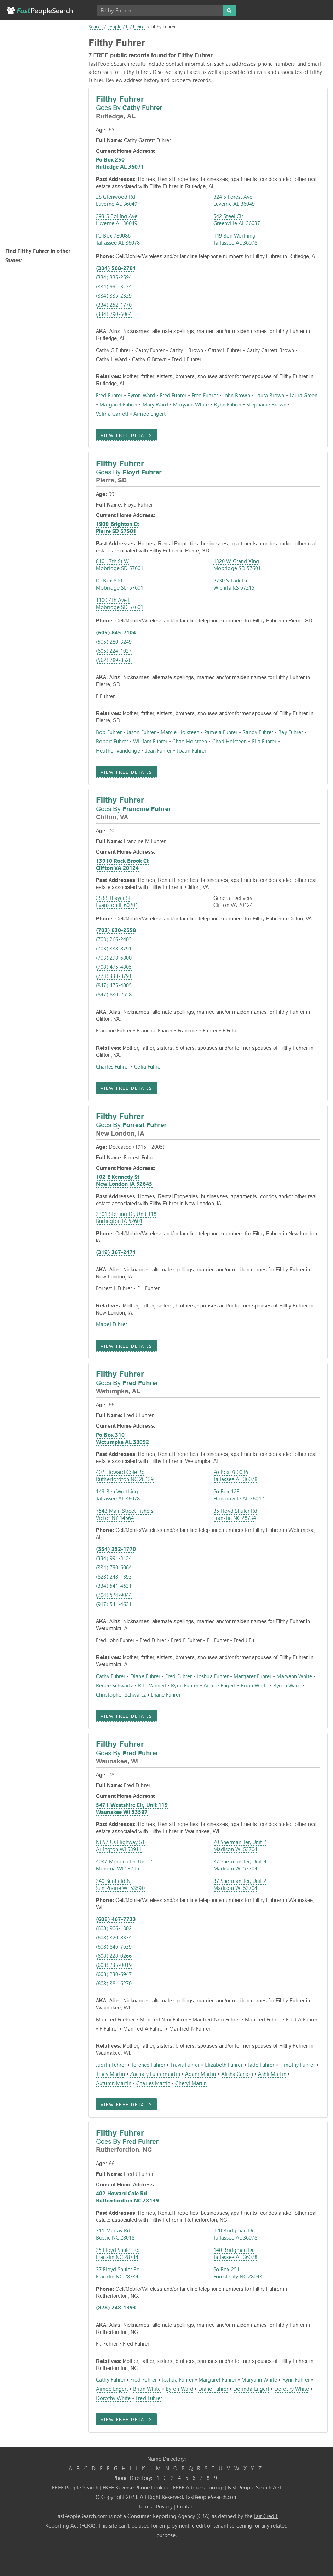 FastPeopleSearch
Filthy Fuhrer
Search / People / F / Fuhrer / Filthy Fuhrer
Filthy Fuhrer
7 FREE public records found for Filthy Fuhrer.
FastPeopleSearch results include contact information such as addresses, phone numbers, and email
addresses for Filthy Fuhrer. Discover any aliases as well as possible relatives and associates of Filthy
Fuhrer. Review address history and property records.
Find Filthy Fuhrer in other
States:
Filthy Fuhrer
Goes By Cathy Fuhrer
Rutledge, AL
Age: 65
Full Name: Cathy Garrett Fuhrer
Current Home Address:
Po Box 250
Rutledge AL 36071
Past Addresses: Homes, Rental Properties, businesses, apartments, condos and/or other real
estate associated with Filthy Fuhrer in Rutledge, AL.
28 Glenwood Rd
Luverne AL 36049
324 S Forest Ave
Luverne AL 36049
393 S Bolling Ave
Luverne AL 36049
542 Steel Cir
Greenville AL 36037
Po Box 780086
Tallassee AL 36078
149 Ben Worthing
Tallassee AL 36078
Phone: Cell/Mobile/Wireless and/or landline telephone numbers for Filthy Fuhrer in Rutledge, AL.
(334) 508-2791
(334) 335-2594
(334) 991-3134
(334) 335-2329
(334) 252-1770
(334) 790-6064
AKA: Alias, Nicknames, alternate spellings, married and/or maiden names for Filthy Fuhrer in
Rutledge, AL.
Cathy G Fuhrer • Cathy Fuhrer • Cathy L Brown • Cathy L Fuhrer • Cathy Garrett Brown •
Cathy L Ward • Cathy G Brown • Fred J Fuhrer
Relatives: Mother, father, sisters, brothers, spouses and/or former spouses of Filthy Fuhrer in
Rutledge, AL.
Fred Fuhrer • Byron Ward • Fred Fuhrer • Fred Fuhrer • John Brown • Laura Brown • Laura Green
• Margaret Fuhrer • Mary Ward • Maryann White • Rynn Fuhrer • Stephanie Brown •
Velma Garrett • Aimee Engert
VIEW FREE DETAILS
Filthy Fuhrer
Goes By Floyd Fuhrer
Pierre, SD
Age: 99
Full Name: Floyd Fuhrer
Current Home Address:
1909 Brighton Ct
Pierre SD 57501
Past Addresses: Homes, Rental Properties, businesses, apartments, condos and/or other real
estate associated with Filthy Fuhrer in Pierre, SD.
810 17th St W
Mobridge SD 57601
1320 W Grand Xing
Mobridge SD 57601
Po Box 810
Mobridge SD 57601
2730 S Lark Ln
Wichita KS 67215
1100 4th Ave E
Mobridge SD 57601
Phone: Cell/Mobile/Wireless and/or landline telephone numbers for Filthy Fuhrer in Pierre, SD.
(605) 845-2104
(505) 280-3249
(605) 224-1037
(562) 789-8528
AKA: Alias, Nicknames, alternate spellings, married and/or maiden names for Filthy Fuhrer in
Pierre, SD.
F Fuhrer
Relatives: Mother, father, sisters, brothers, spouses and/or former spouses of Filthy Fuhrer in
Pierre, SD.
Bob Fuhrer • Jason Fuhrer • Marcie Holsteen • Pamela Fuhrer • Randy Fuhrer • Ray Fuhrer •
Robert Fuhrer • William Fuhrer • Chad Holsteen • Chad Holsteen • Ella Fuhrer •
Heather Vandonge • Jean Fuhrer • Joaan Fuhrer
VIEW FREE DETAILS
Filthy Fuhrer
Goes By Francine Fuhrer
Clifton, VA
Age: 70
Full Name: Francine M Fuhrer
Current Home Address:
13910 Rock Brook Ct
Clifton VA 20124
Past Addresses: Homes, Rental Properties, businesses, apartments, condos and/or other real
estate associated with Filthy Fuhrer in Clifton, VA.
2838 Thayer St
Evanston IL 60201
General Delivery
Clifton VA 20124
Phone: Cell/Mobile/Wireless and/or landline telephone numbers for Filthy Fuhrer in Clifton, VA.
(703) 830-2558
(703) 266-2403
(703) 338-8791
(703) 298-6800
(708) 475-4805
(773) 338-8791
(847) 475-4805
(847) 830-2558
AKA: Alias, Nicknames, alternate spellings, married and/or maiden names for Filthy Fuhrer in
Clifton, VA.
Francine Fuhrer • Francine Fuarer • Francine S Fuhrer • F Fuhrer
Relatives: Mother, father, sisters, brothers, spouses and/or former spouses of Filthy Fuhrer in
Clifton, VA.
Charles Fuhrer • Celia Fuhrer
VIEW FREE DETAILS
Filthy Fuhrer
Goes By Forrest Fuhrer
New London, IA
Age: Deceased (1915 - 2005)
Full Name: Forrest Fuhrer
Current Home Address:
102 E Kennedy St
New London IA 52645
Past Addresses: Homes, Rental Properties, businesses, apartments, condos and/or other real
estate associated with Filthy Fuhrer in New London, IA.
3301 Sterling Dr, Unit 118
Burlington IA 52601
Phone: Cell/Mobile/Wireless and/or landline telephone numbers for Filthy Fuhrer in New London,
IA.
(319) 367-2471
AKA: Alias, Nicknames, alternate spellings, married and/or maiden names for Filthy Fuhrer in
New London, IA.
Forrest L Fuhrer • F L Fuhrer
Relatives: Mother, father, sisters, brothers, spouses and/or former spouses of Filthy Fuhrer in
New London, IA.
Mabel Fuhrer
VIEW FREE DETAILS
Filthy Fuhrer
Goes By Fred Fuhrer
Wetumpka, AL
Age: 66
Full Name: Fred J Fuhrer
Current Home Address:
Po Box 310
Wetumpka AL 36092
Past Addresses: Homes, Rental Properties, businesses, apartments, condos and/or other real
estate associated with Filthy Fuhrer in Wetumpka, AL.
402 Howard Cole Rd
Rutherfordton NC 28139
Po Box 780086
Tallassee AL 36078
149 Ben Worthing
Tallassee AL 36078
Po Box 123
Honoraville AL 36042
7548 Main Street Fishers
Victor NY 14564
35 Floyd Shuler Rd
Franklin NC 28734
Phone: Cell/Mobile/Wireless and/or landline telephone numbers for Filthy Fuhrer in Wetumpka,
AL.
(334) 252-1770
(334) 991-3134
(334) 790-6064
(828) 248-1393
(334) 541-4631
(704) 524-9044
(917) 541-4631
AKA: Alias, Nicknames, alternate spellings, married and/or maiden names for Filthy Fuhrer in
Wetumpka, AL.
Fred John Fuhrer • Fred Fuhrer • Fred E Fuhrer • F J Fuhrer • Fred J Fu
Relatives: Mother, father, sisters, brothers, spouses and/or former spouses of Filthy Fuhrer in
Wetumpka, AL.
Cathy Fuhrer • Diane Fuhrer • Fred Fuhrer • Joshua Fuhrer • Margaret Fuhrer • Maryann White •
Renee Schwartz • Rita Vannell • Rynn Fuhrer • Aimee Engert • Brian White • Byron Ward •
Christopher Schwartz • Diane Fuhrer
VIEW FREE DETAILS
Filthy Fuhrer
Goes By Fred Fuhrer
Waunakee, WI
Age: 78
Full Name: Fred Fuhrer
Current Home Address:
5471 Westshire Cir, Unit 119
Waunakee WI 53597
Past Addresses: Homes, Rental Properties, businesses, apartments, condos and/or other real
estate associated with Filthy Fuhrer in Waunakee, WI.
N857 Us Highway 51
Arlington WI 53911
20 Sherman Ter, Unit 2
Madison WI 53704
4037 Monona Dr, Unit 2
Monona WI 53716
37 Sherman Ter, Unit 4
Madison WI 53704
340 Sunfield N
Sun Prairie WI 53590
37 Sherman Ter, Unit 2
Madison WI 53704
Phone: Cell/Mobile/Wireless and/or landline telephone numbers for Filthy Fuhrer in Waunakee,
WI.
(608) 467-7733
(608) 906-1302
(608) 320-8374
(608) 846-7639
(608) 228-0266
(608) 235-0019
(608) 230-6947
(608) 381-6270
AKA: Alias, Nicknames, alternate spellings, married and/or maiden names for Filthy Fuhrer in
Waunakee, WI.
Manfred Fuehrer • Manfred Nmi Fuhrer • Manfred Nmi Fuhrer • Manfred Fuhrer • Fred A Fuhrer
• F Fuhrer • Manfred A Fuhrer • Manfred N Fuhrer
Relatives: Mother, father, sisters, brothers, spouses and/or former spouses of Filthy Fuhrer in
Waunakee, WI.
Judith Fuhrer • Terence Fuhrer • Travis Fuhrer • Elizabeth Fuhrer • Jade Fuhrer • Timothy Fuhrer •
Tracy Martin • Zachary Fuhrermartin • Adam Martin • Alisha Carson • Ashli Martin •
Autumn Martin • Charles Martin • Cheryl Martin
VIEW FREE DETAILS
Filthy Fuhrer
Goes By Fred Fuhrer
Rutherfordton, NC
Age: 66
Full Name: Fred J Fuhrer
Current Home Address:
402 Howard Cole Rd
Rutherfordton NC 28139
Past Addresses: Homes, Rental Properties, businesses, apartments, condos and/or other real
estate associated with Filthy Fuhrer in Rutherfordton, NC.
311 Murray Rd
Bostic NC 28018
120 Bridgman Dr
Tallassee AL 36078
35 Floyd Shuler Rd
Franklin NC 28734
140 Bridgman Dr
Tallassee AL 36078
37 Floyd Shuler Rd
Franklin NC 28734
Po Box 251
Forest City NC 28043
Phone: Cell/Mobile/Wireless and/or landline telephone numbers for Filthy Fuhrer in
Rutherfordton, NC.
(828) 248-1393
AKA: Alias, Nicknames, alternate spellings, married and/or maiden names for Filthy Fuhrer in
Rutherfordton, NC.
F J Fuhrer • Fred Fuhrer
Relatives: Mother, father, sisters, brothers, spouses and/or former spouses of Filthy Fuhrer in
Rutherfordton, NC.
Cathy Fuhrer • Fred Fuhrer • Joshua Fuhrer • Margaret Fuhrer • Maryann White • Rynn Fuhrer •
Aimee Engert • Brian White • Byron Ward • Diane Fuhrer • Dorinda Engert • Dorothy White •
Dorothy White • Fred Fuhrer
VIEW FREE DETAILS
Name Directory:
A B C D E F G H I J K L M N O P Q R S T U V W X Y Z
Phone Directory: 1 2 3 4 5 6 7 8 9
FREE People Search | FREE Reverse Phone Lookup | FREE Address Lookup | Fast People Search API
© Copyright 2023. All Right Reserved. FastPeopleSearch.com
Terms | Privacy | Contact
FastPeopleSearch.com is not a Consumer Reporting Agency (CRA) as defined by the Fair Credit
Reporting Act (FCRA). This site can't be used for employment, credit or tenant screening, or any related
purpose.